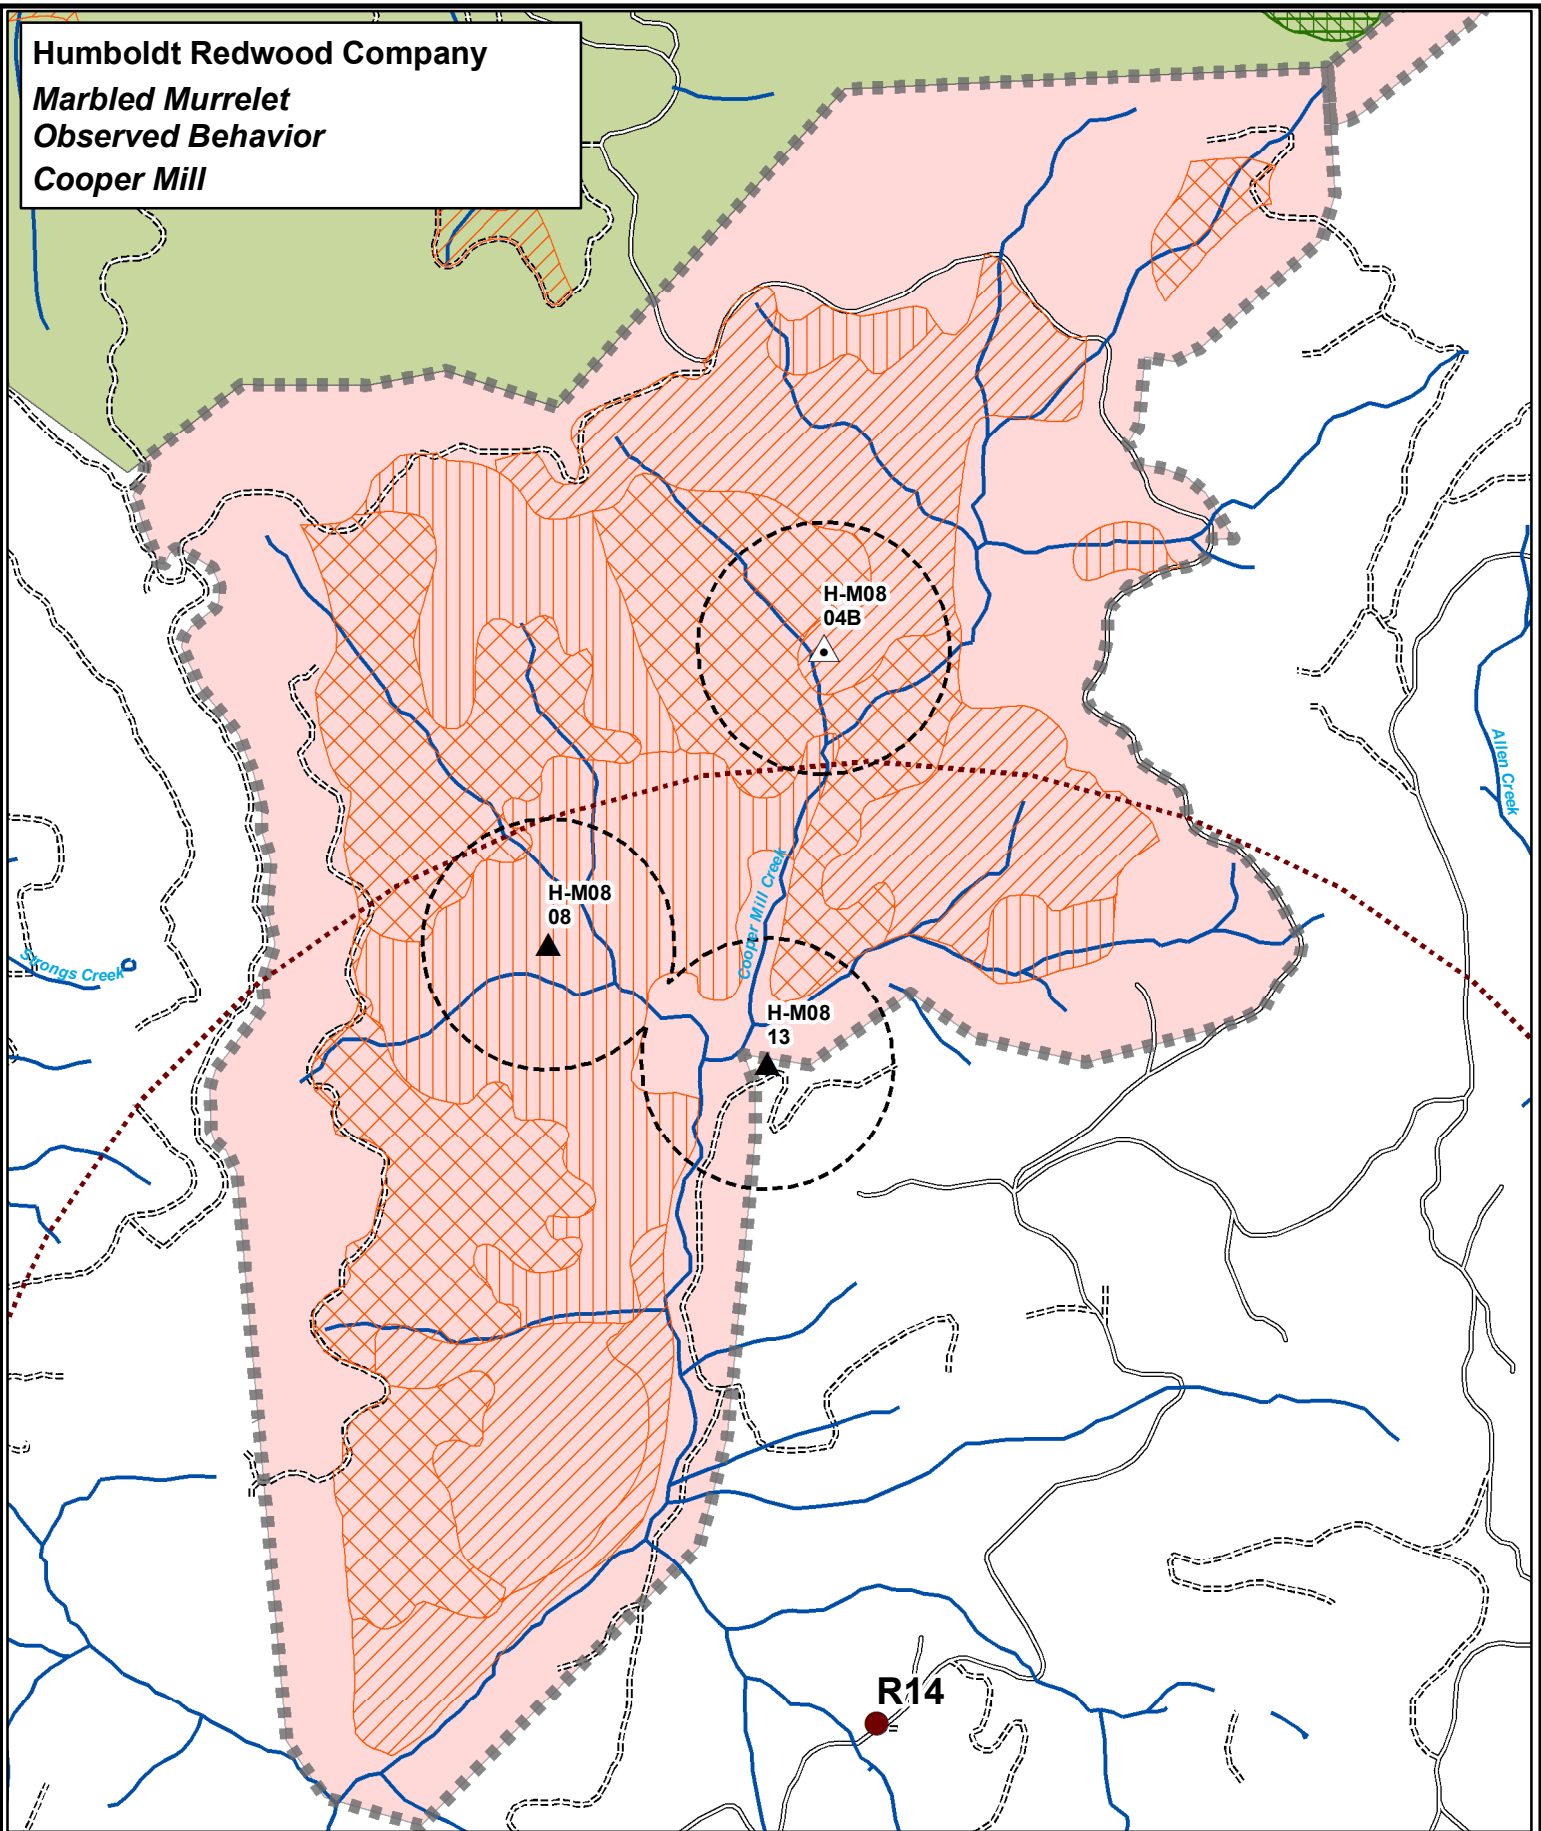 Humboldt Redwood Company
Marbled Murrelet
Observed Behavior
Cooper Mill
H-M08
04B
Allen Creek
H-M08
08
Cooper Mill Creek
Strongs Creek
H-M08
13
R14